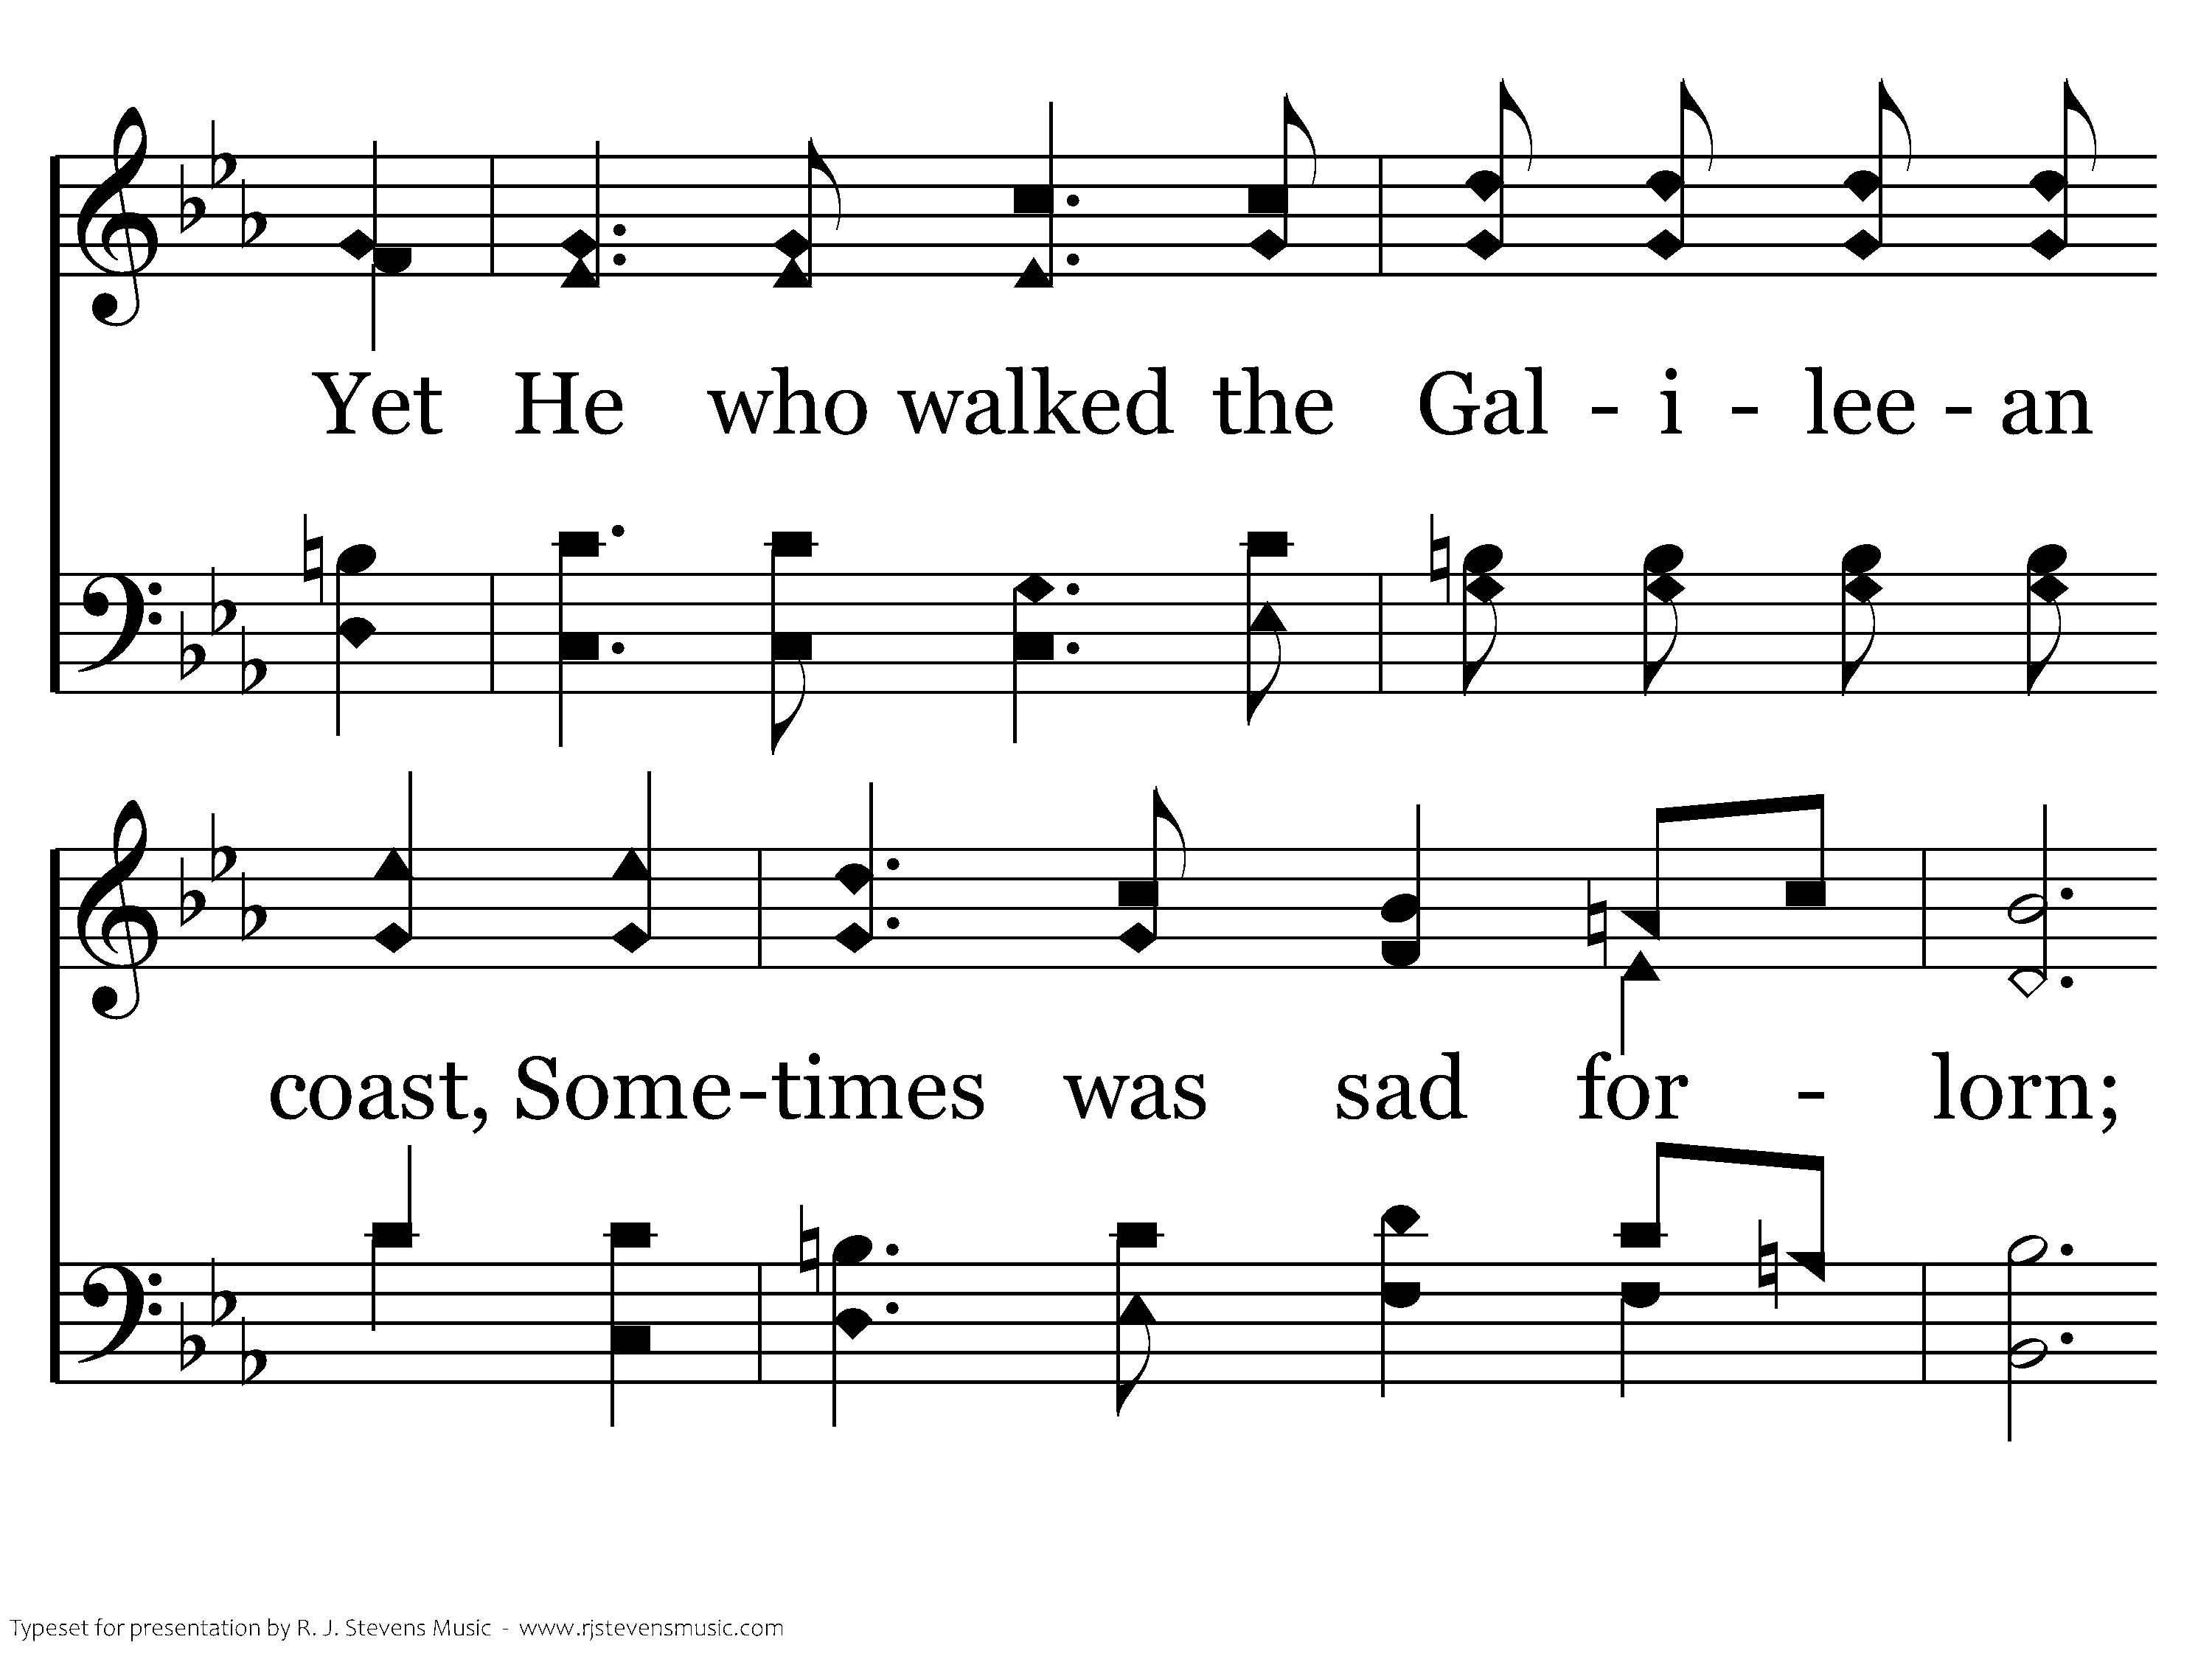 Yet He who walked the Gal - i - lee - an
coast, Some-times was sad for - lorn;
Typeset for presentation by R. J. Stevens Music - www.rjstevensmusic.com